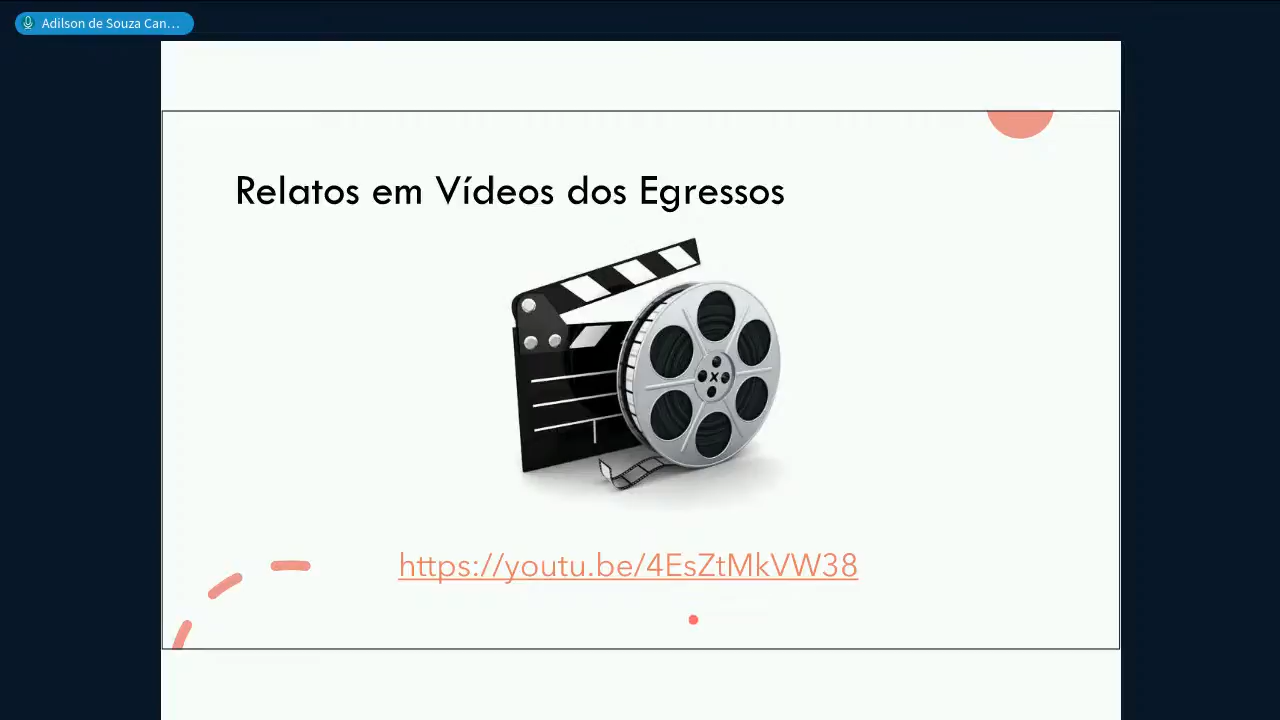 Adilson de Souza Can...
Relatos em Vídeos dos Egressos
https://youtu.be/4EsZtMkVW38